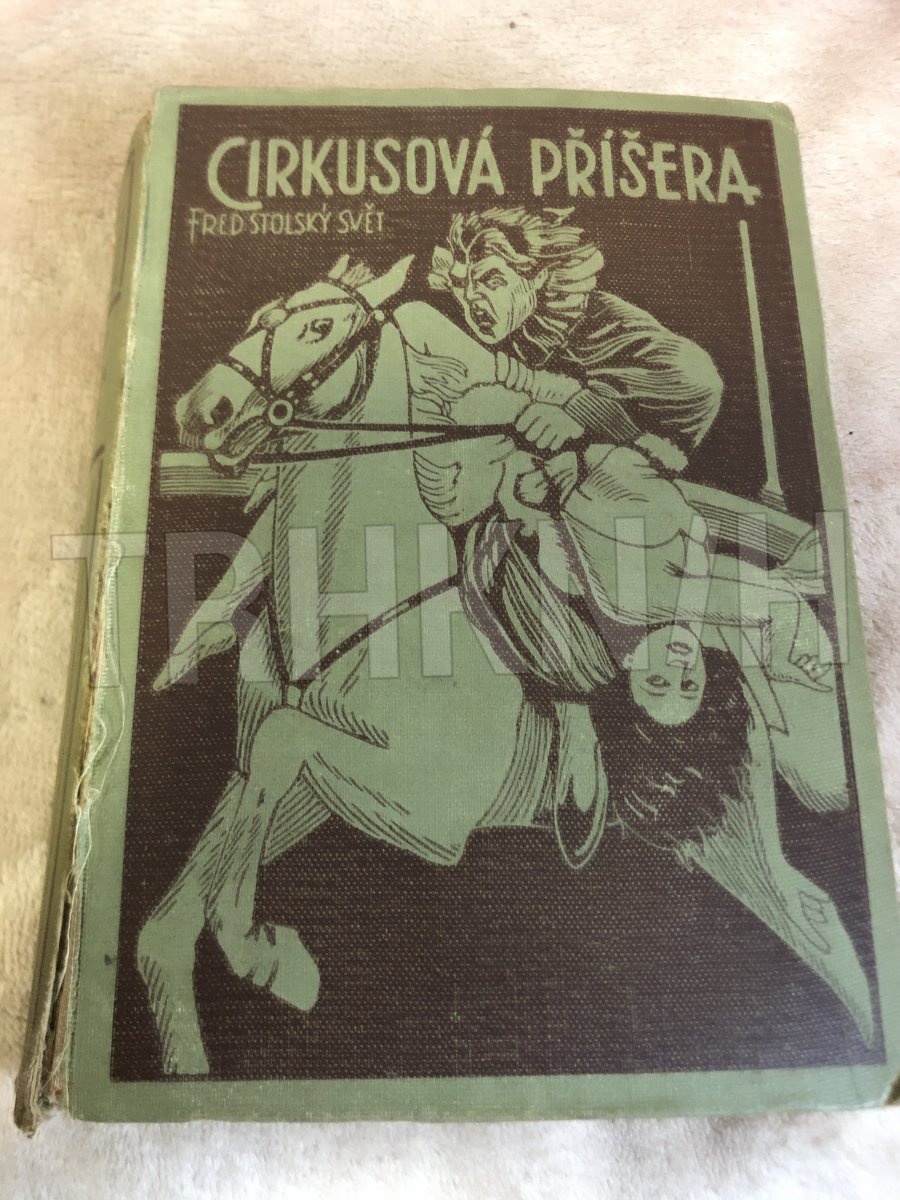 CIRKUSOVÁ PŘÍŠERA
FRED STOLSKÝ SVĚT
TRHKNIH